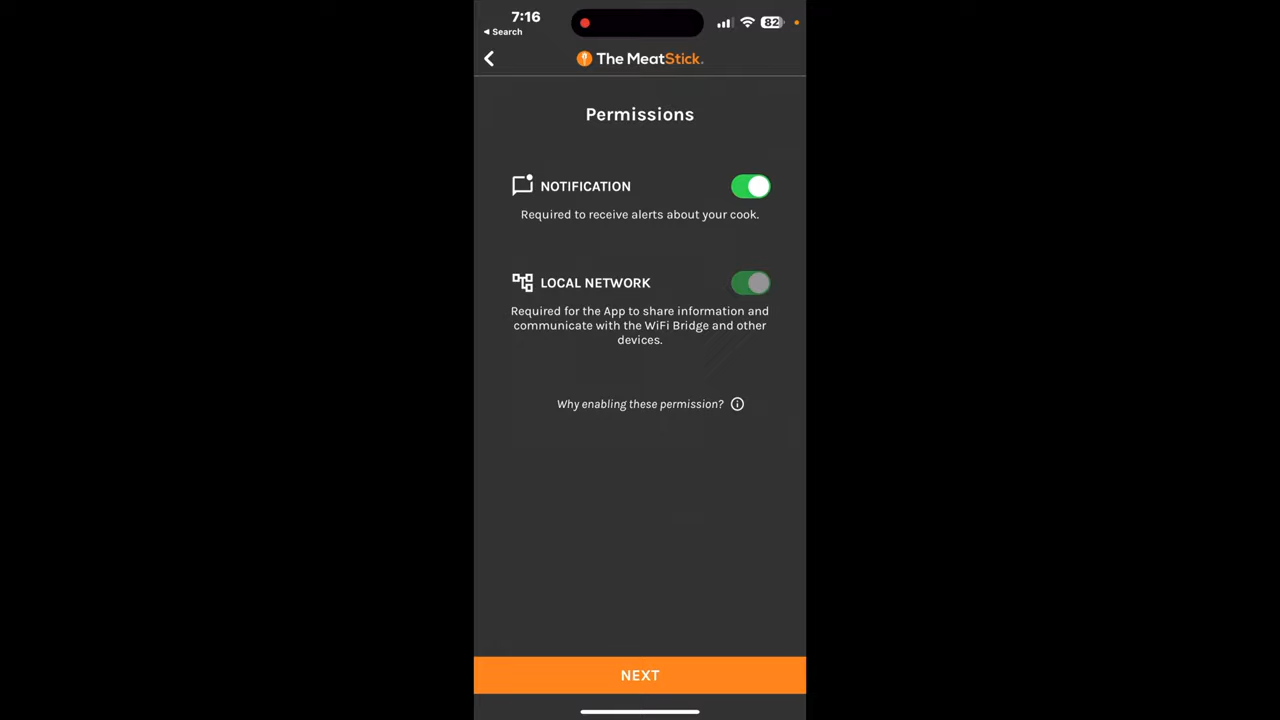 7:16
82
Search
The MeatStick.
Permissions
NOTIFICATION
Required to receive alerts about your cook.
LOCAL NETWORK
Required for the App to share information and
communicate with the WiFi Bridge and other
devices.
Why enabling these permission?
NEXT